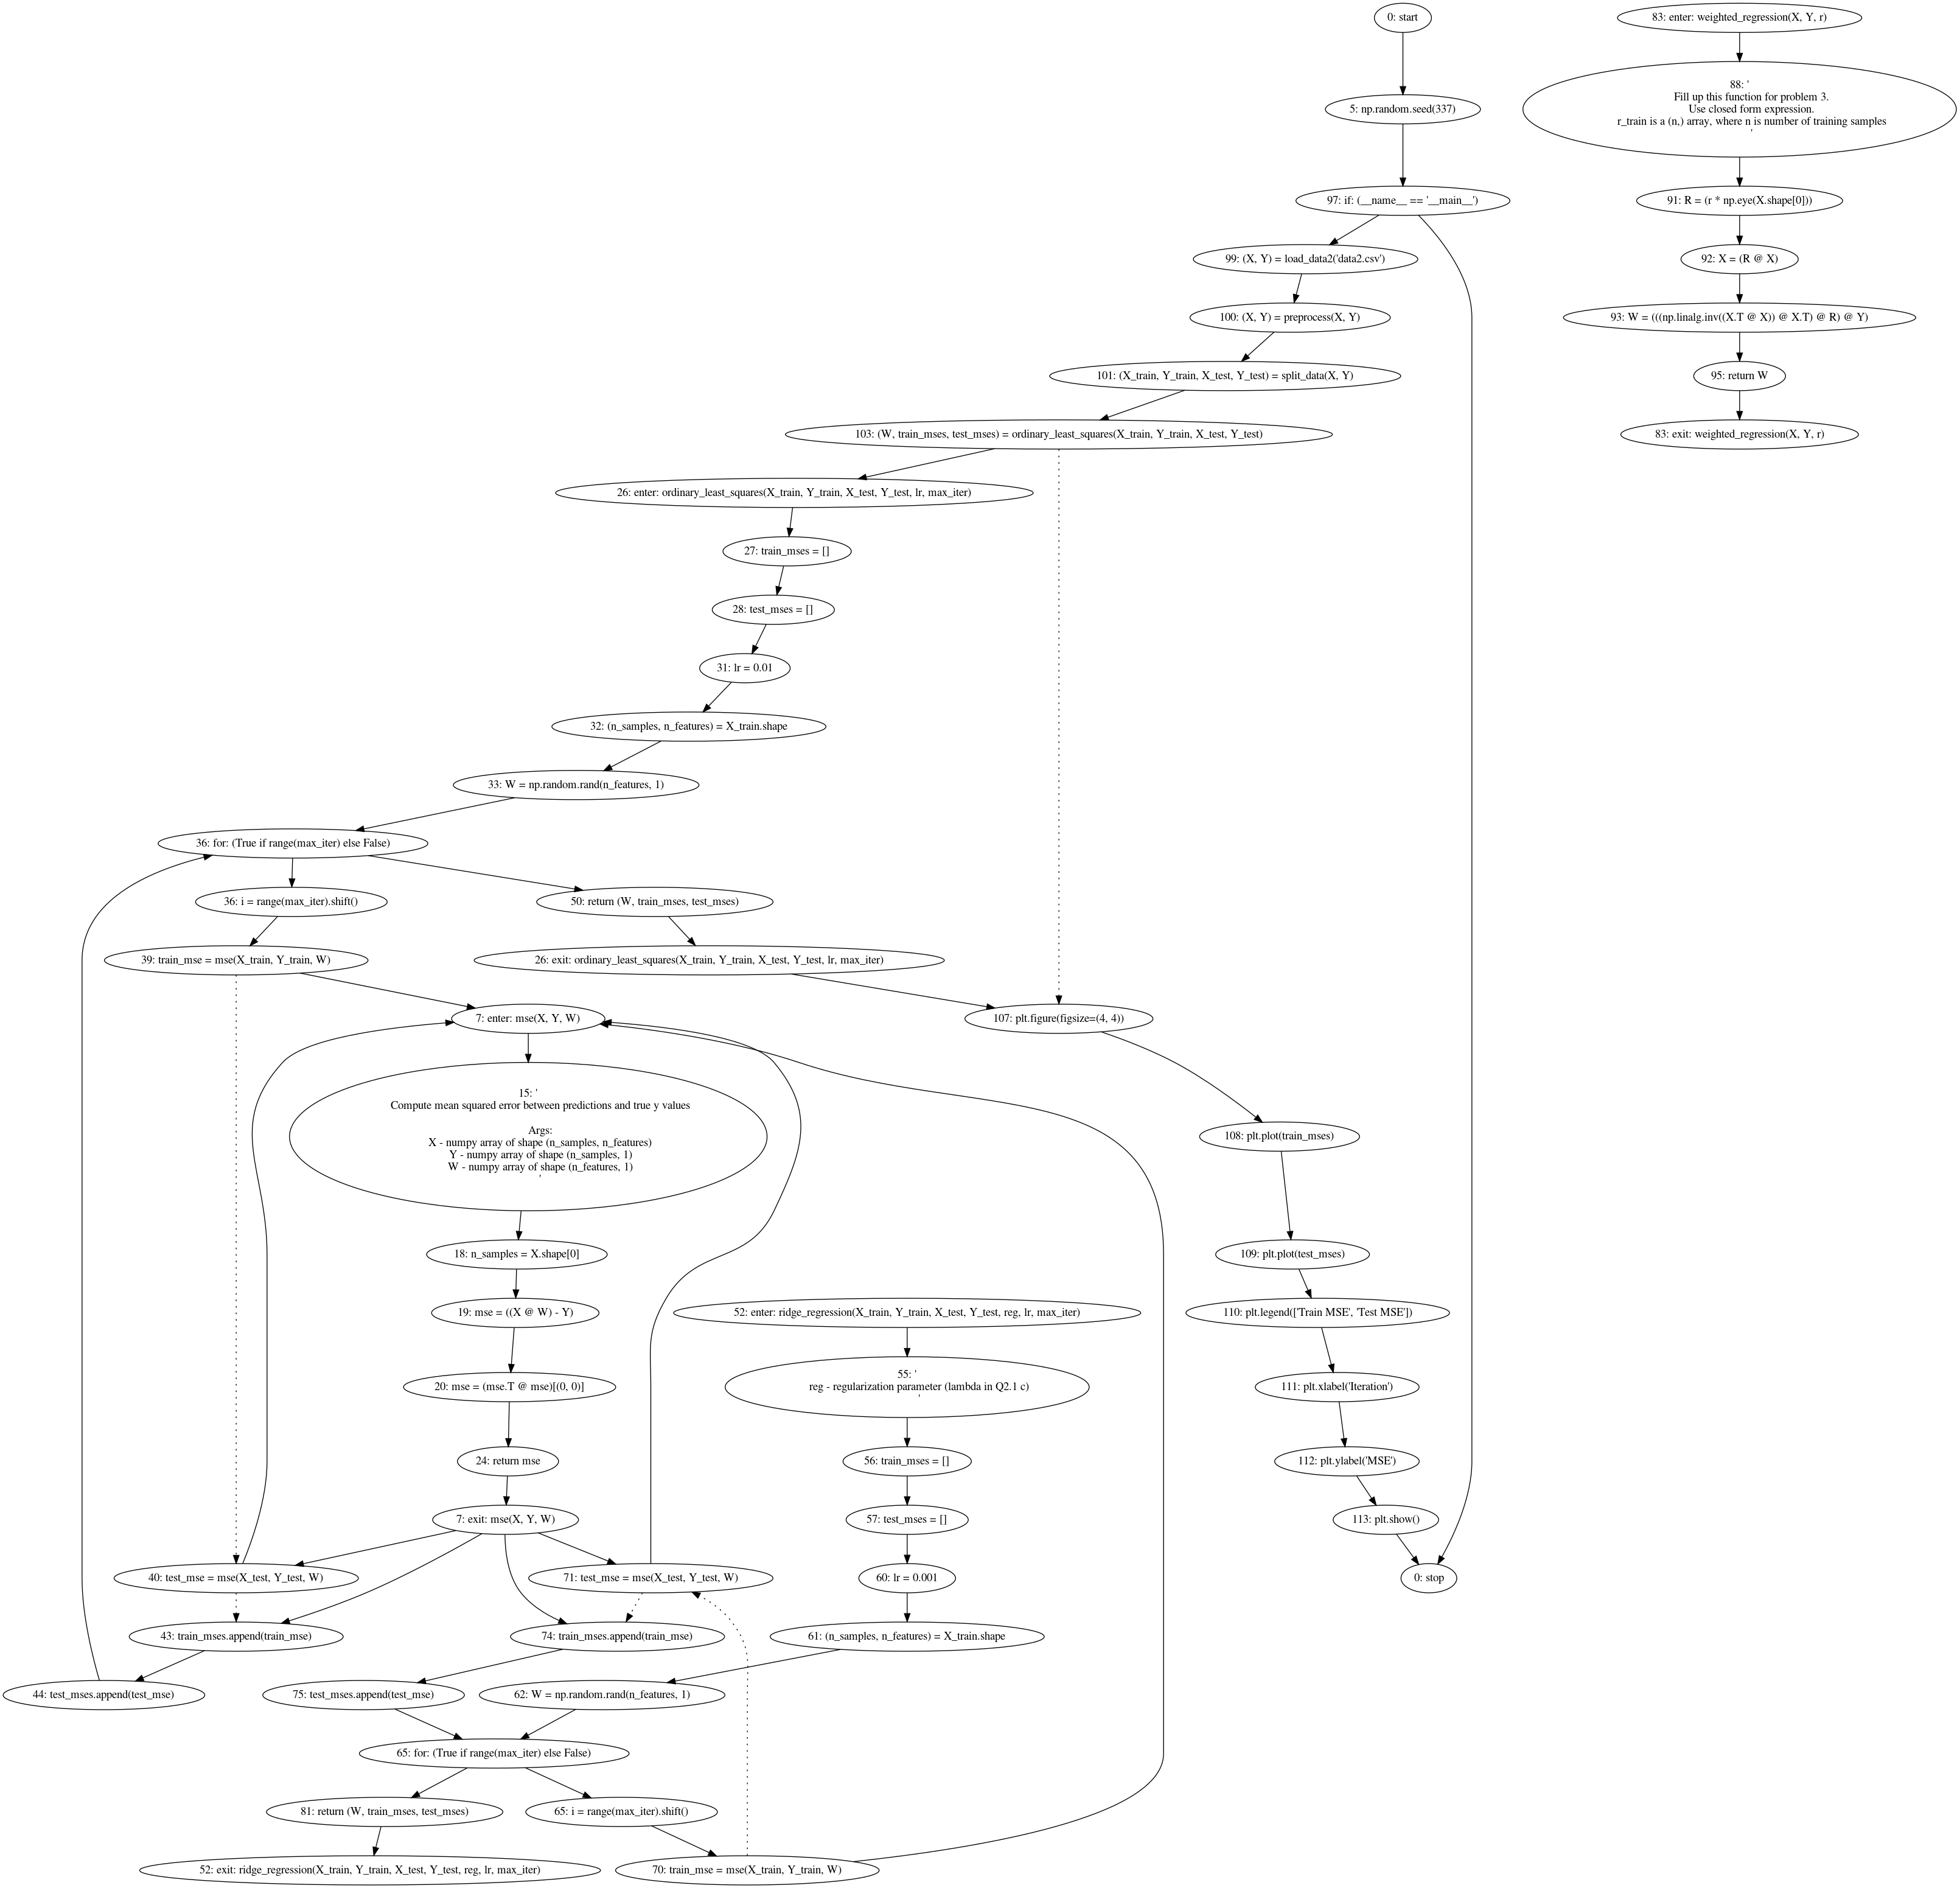 0: start
83: enter: weighted_regression(X, Y, r)
88: '
Fill up this function for problem 3.
Use closed form expression.
r_train is a (n,) array, where n is number of training samples
'
5: np.random.seed(337)
97: if: (__name__ == '__main__')
91: R = (r * np.eye(X.shape[0]))
99: (X, Y) = load_data2('data2.csv')
92: X = (R @ X)
100: (X, Y) = preprocess(X, Y)
93: W = (((np.linalg.inv((X.T @ X)) @ X.T) @ R) @ Y)
101: (X_train, Y_train, X_test, Y_test) = split_data(X, Y)
95: return W
103: (W, train_mses, test_mses) = ordinary_least_squares(X_train, Y_train, X_test, Y_test)
83: exit: weighted_regression(X, Y, r)
26: enter: ordinary_least_squares(X_train, Y_train, X_test, Y_test, lr, max_iter)
27: train_mses = []
28: test_mses = []
31: lr = 0.01
32: (n_samples, n_features) = X_train.shape
33: W = np.random.rand(n_features, 1)
36: for: (True if range(max_iter) else False)
36: i = range(max_iter).shift()
50: return (W, train_mses, test_mses)
39: train_mse = mse(X_train, Y_train, W)
26: exit: ordinary_least_squares(X_train, Y_train, X_test, Y_test, lr, max_iter)
7: enter: mse(X, Y, W)
107: plt.figure(figsize=(4, 4))
15: '
Compute mean squared error between predictions and true y values
Args:
X - numpy array of shape (n_samples, n_features)
Y - numpy array of shape (n_samples, 1)
W - numpy array of shape (n_features, 1)
'
108: plt.plot(train_mses)
18: n_samples = X.shape[0]
109: plt.plot(test_mses)
19: mse = ((X @ W) - Y)
52: enter: ridge_regression(X_train, Y_train, X_test, Y_test, reg, lr, max_iter)
110: plt.legend(['Train MSE', 'Test MSE'])
20: mse = (mse.T @ mse)[(0, 0)]
55: '
reg - regularization parameter (lambda in Q2.1 c)
'
111: plt.xlabel('Iteration')
24: return mse
56: train_mses = []
112: plt.ylabel('MSE')
7: exit: mse(X, Y, W)
57: test_mses = []
113: plt.show()
40: test_mse = mse(X_test, Y_test, W)
71: test_mse = mse(X_test, Y_test, W)
60: lr = 0.001
0: stop
43: train_mses.append(train_mse)
74: train_mses.append(train_mse)
61: (n_samples, n_features) = X_train.shape
44: test_mses.append(test_mse)
75: test_mses.append(test_mse)
62: W = np.random.rand(n_features, 1)
65: for: (True if range(max_iter) else False)
81: return (W, train_mses, test_mses)
65: i = range(max_iter).shift()
52: exit: ridge_regression(X_train, Y_train, X_test, Y_test, reg, lr, max_iter)
70: train_mse = mse(X_train, Y_train, W)